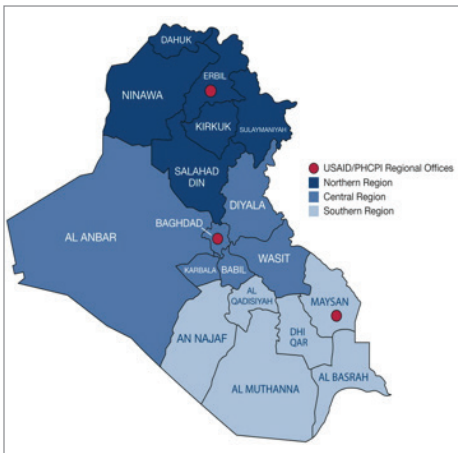 DAHUK
ERBIL
NINAWA
KIRKUK
SULAYMANIYAH
SALAHAD
DIN
USAID/PHCPI Regional Offices
Northern Region
Central Region
Southern Region
DIYALA
BAGHDAD
AL ANBAR
WASIT
KARBALA
BABIL
AL
QADISIYAH
MAYSAN
AN NAJAF
DHI
QAR
AL BASRAH
AL MUTHANNA